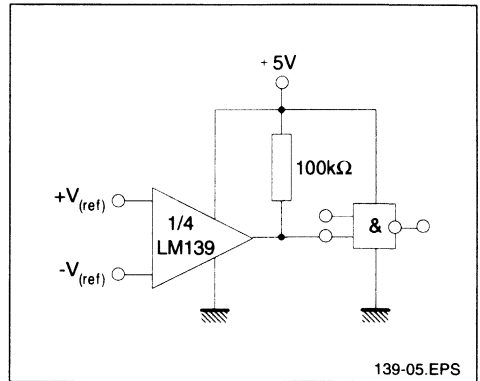 + 5V
100kΩ
+V(ref)
1/4
LM139
&
-V(ref)
139-05.EPS